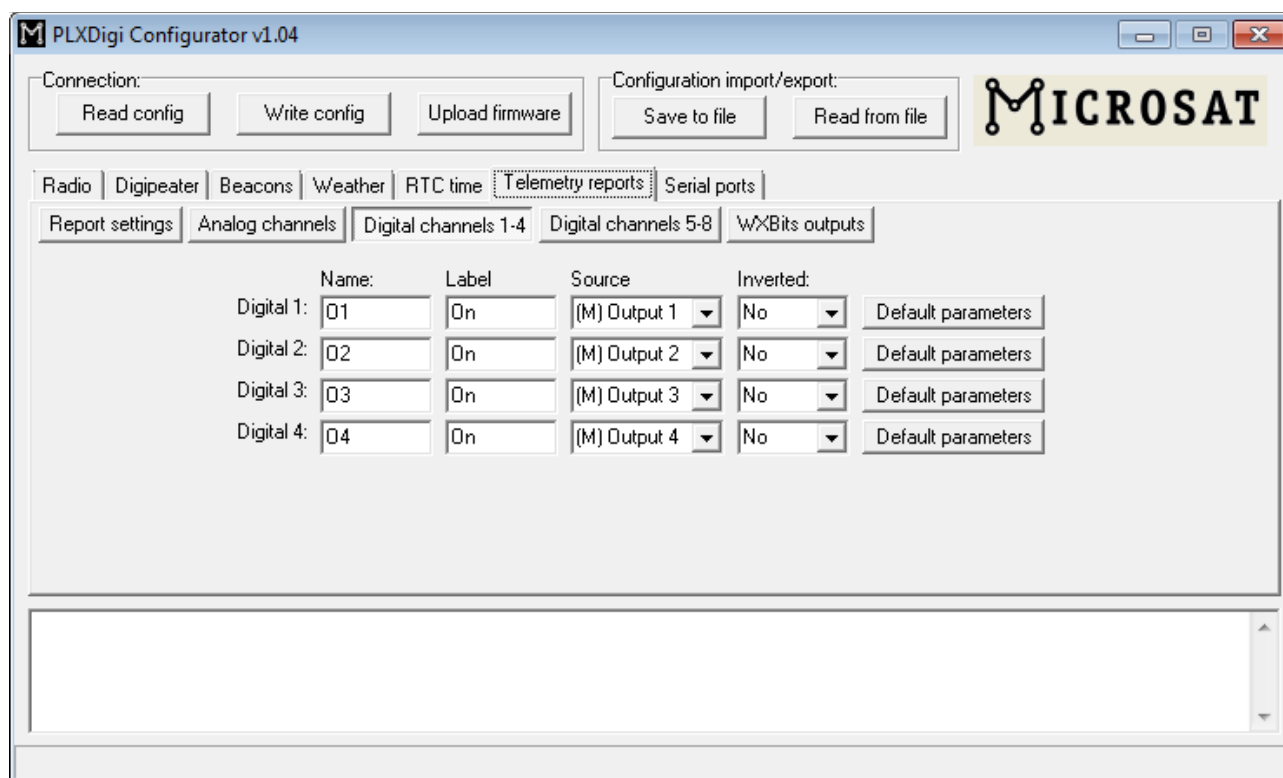 PLXDigi Configurator v1.04
Connection:
Configuration import/export:
Read config Write config Upload firmware Save to file Read from file
MICROSAT
Radio Digipeater Beacons Weather RTC time Telemetry reports Serial ports
Report settings Analog channels Digital channels 1-4 Digital channels 5-8 WXBits outputs
Name: Label Source Inverted:
Digital 1: O1 On (M) Output 1 No Default parameters
Digital 2: O2 On (M) Output 2 No Default parameters
Digital 3: O3 On (M) Output 3 No Default parameters
Digital 4: O4 On (M) Output 4 No Default parameters